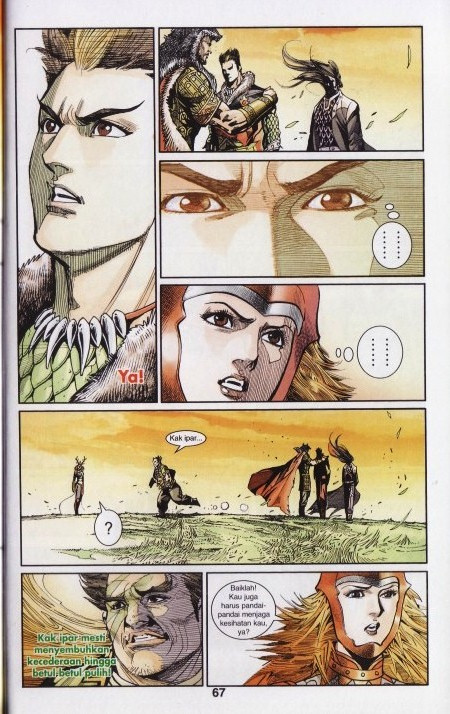 Ya!
Kak ipar...
?
Kak ipar mesti
menyembuhkan
kecederaan hingga
betul-betul pulih!
Baiklah!
Kau juga
harus pandai-
pandai menjaga
kesihatan kau,
ya?
67